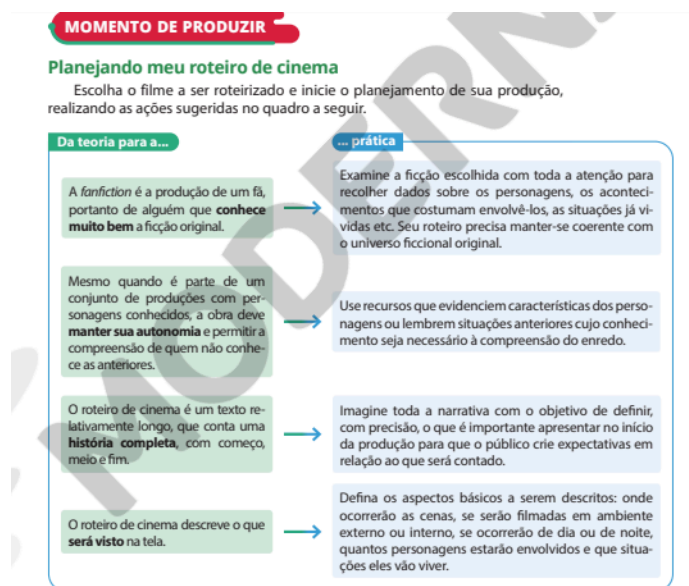 MOMENTO DE PRODUZIR
Planejando meu roteiro de cinema
Escolha o filme a ser roteirizado e inicie o planejamento de sua produção,
realizando as ações sugeridas no quadro a seguir.
Da teoria para a...
... prática
A fanfiction é a produção de um fã,
portanto de alguém que conhece
muito bem a ficção original.
Examine a ficção escolhida com toda a atenção para
recolher dados sobre os personagens, os aconteci-
mentos que costumam envolvê-los, as situações já vi-
vidas etc. Seu roteiro precisa manter-se coerente com
o universo ficcional original.
Mesmo quando é parte de um
conjunto de produções com per-
sonagens conhecidos, a obra deve
manter sua autonomia e permitir a
compreensão de quem não conhe-
ce as anteriores.
Use recursos que evidenciem características dos perso-
nagens ou lembrem situações anteriores cujo conheci-
mento seja necessário à compreensão do enredo.
O roteiro de cinema é um texto re-
lativamente longo, que conta uma
história completa, com começo,
meio e fim.
Imagine toda a narrativa com o objetivo de definir,
com precisão, o que é importante apresentar no início
da produção para que o público crie expectativas em
relação ao que será contado.
O roteiro de cinema descreve o que
será visto na tela.
Defina os aspectos básicos a serem descritos: onde
ocorrerão as cenas, se serão filmadas em ambiente
externo ou interno, se ocorrerão de dia ou de noite,
quantos personagens estarão envolvidos e que situa-
ções eles vão viver.
MODERNA